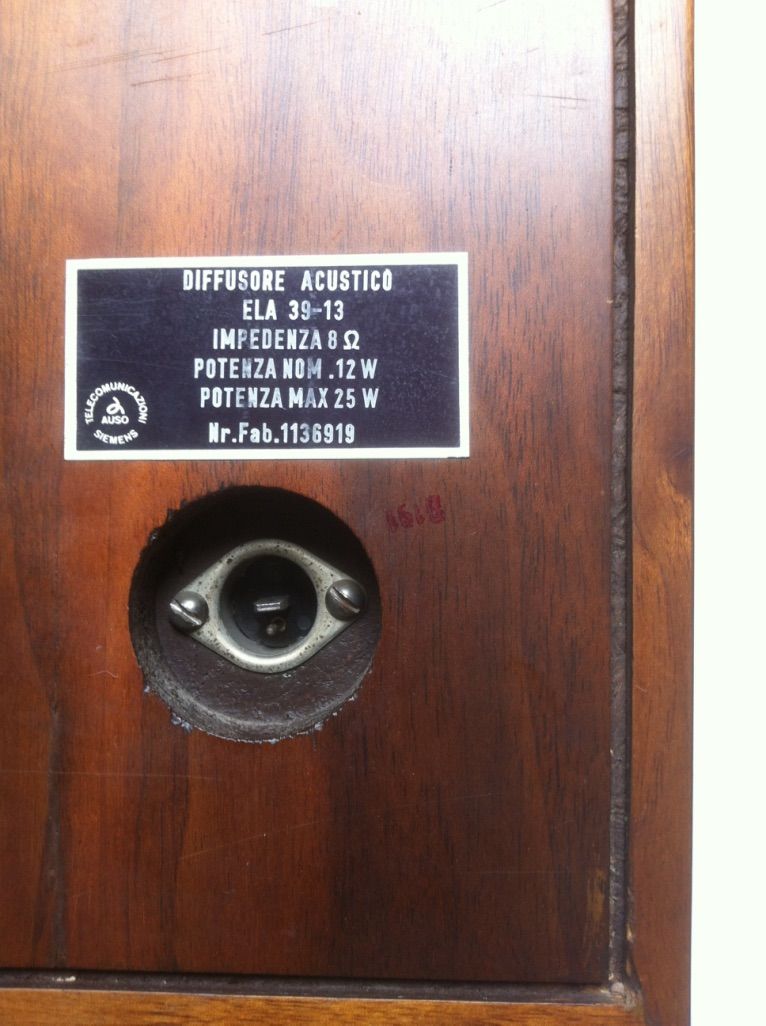 DIFFUSORE ACUSTICO
ELA 39-13
IMPEDENZA 8 Ω
POTENZA NOM .12 W
POTENZA MAX 25 W
Nr.Fab.1136919
TELECOMUNICAZIONI
AUSO
SIEMENS